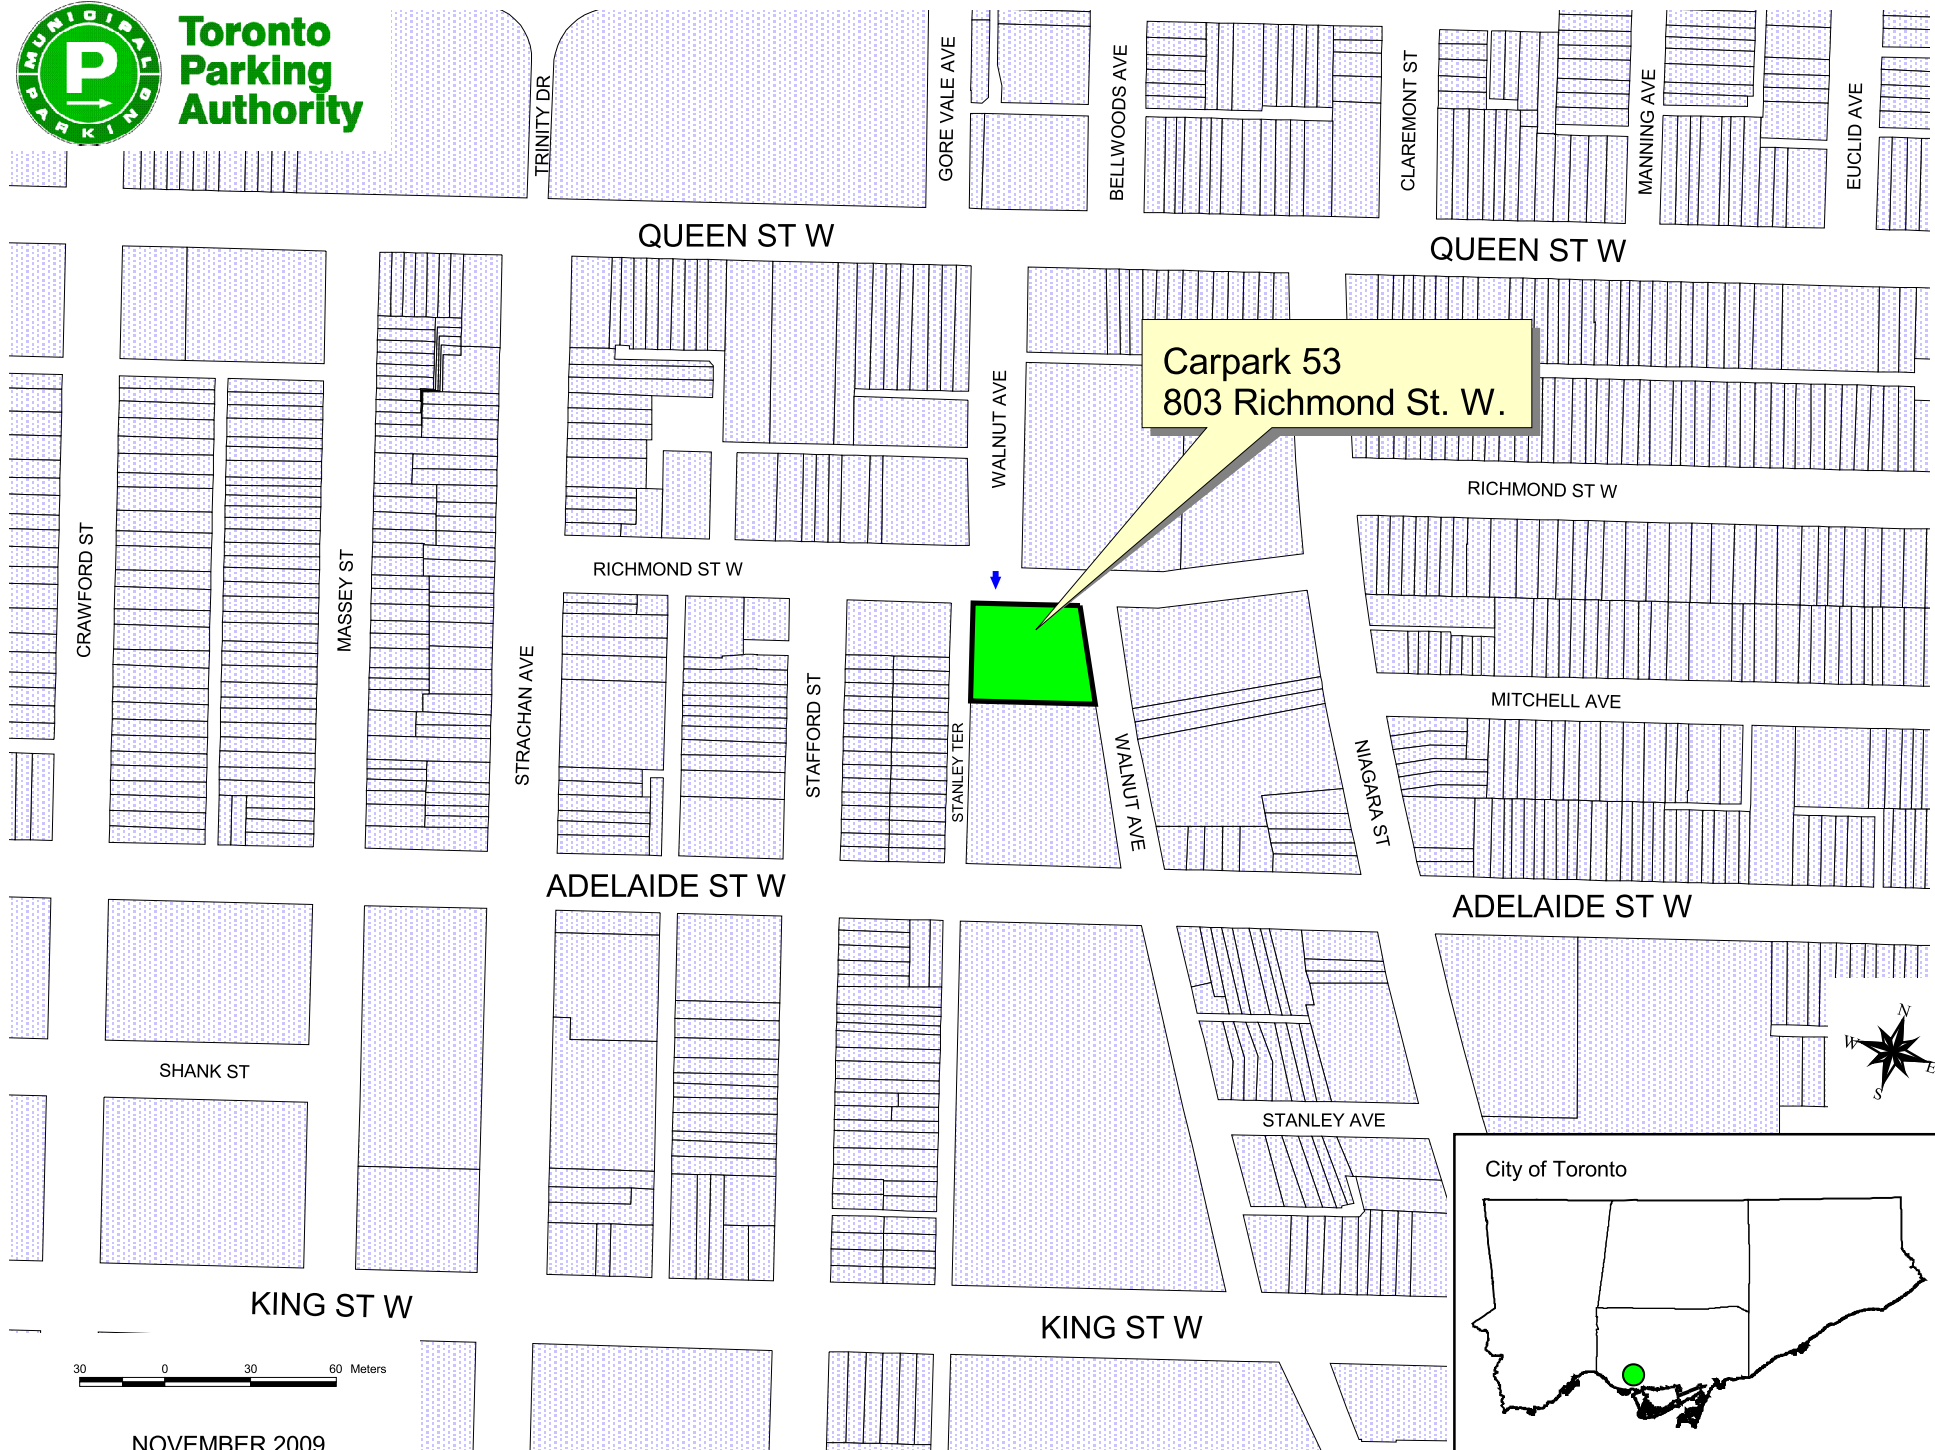 MUNICIPAL PARKING
P
Toronto
Parking
Authority
TRINITY DR
GORE VALE AVE
BELLWOODS AVE
CLAREMONT ST
MANNING AVE
EUCLID AVE
QUEEN ST W
QUEEN ST W
Carpark 53
803 Richmond St. W.
WALNUT AVE
RICHMOND ST W
CRAWFORD ST
MASSEY ST
RICHMOND ST W
STRACHAN AVE
STAFFORD ST
STANLEY TER
WALNUT AVE
NIAGARA ST
MITCHELL AVE
ADELAIDE ST W
ADELAIDE ST W
SHANK ST
STANLEY AVE
N
W
E
S
City of Toronto
KING ST W
KING ST W
30 0 30 60 Meters
NOVEMBER 2009